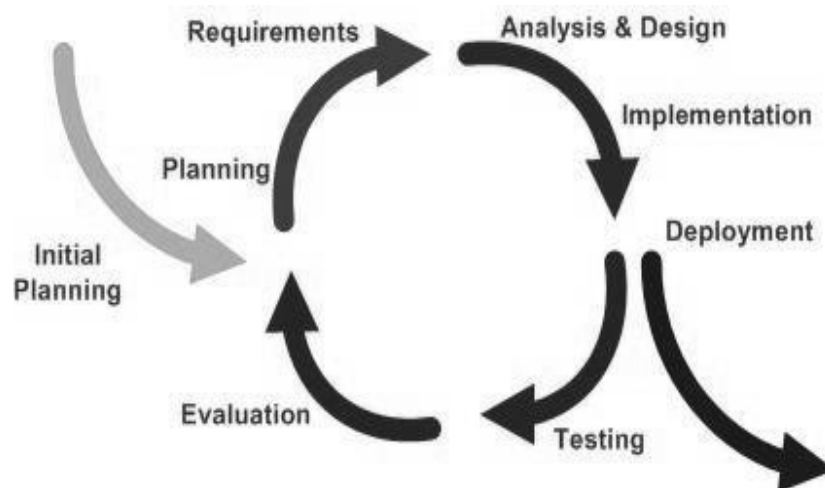 Requirements
Analysis & Design
Implementation
Planning
Deployment
Initial
Planning
Evaluation
Testing